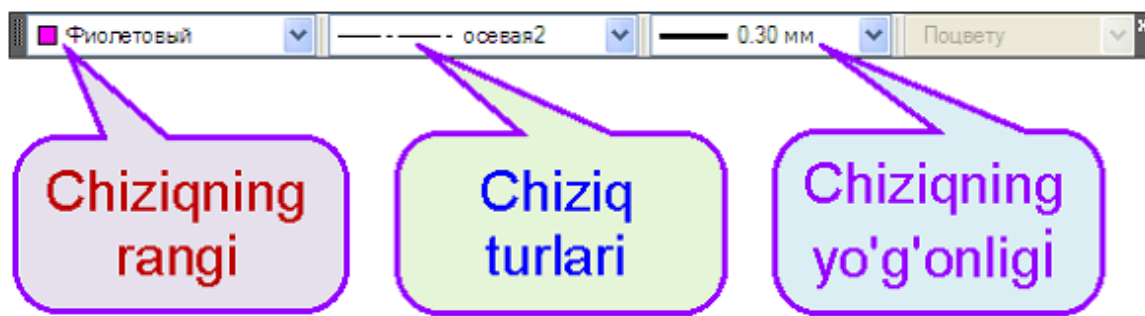 Фиолетовый осевая2 0.30 мм Поцвету
Chiziqning
rangi
Chiziq
turlari
Chiziqning
yo'g'onligi